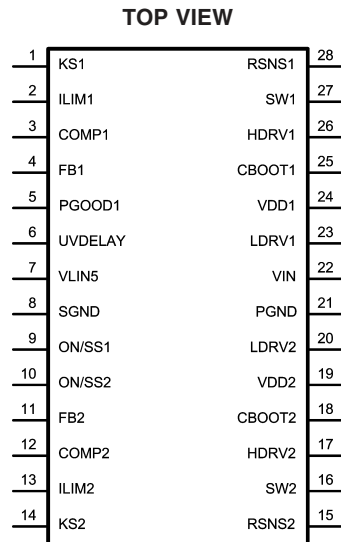 TOP VIEW
1 KS1 RSNS1 28
2 ILIM1 SW1 27
3 COMP1 HDRV1 26
4 FB1 CBOOT1 25
5 PGOOD1 VDD1 24
6 UVDELAY LDRV1 23
7 VLIN5 VIN 22
8 SGND PGND 21
9 ON/SS1 LDRV2 20
10 ON/SS2 VDD2 19
11 FB2 CBOOT2 18
12 COMP2 HDRV2 17
13 ILIM2 SW2 16
14 KS2 RSNS2 15